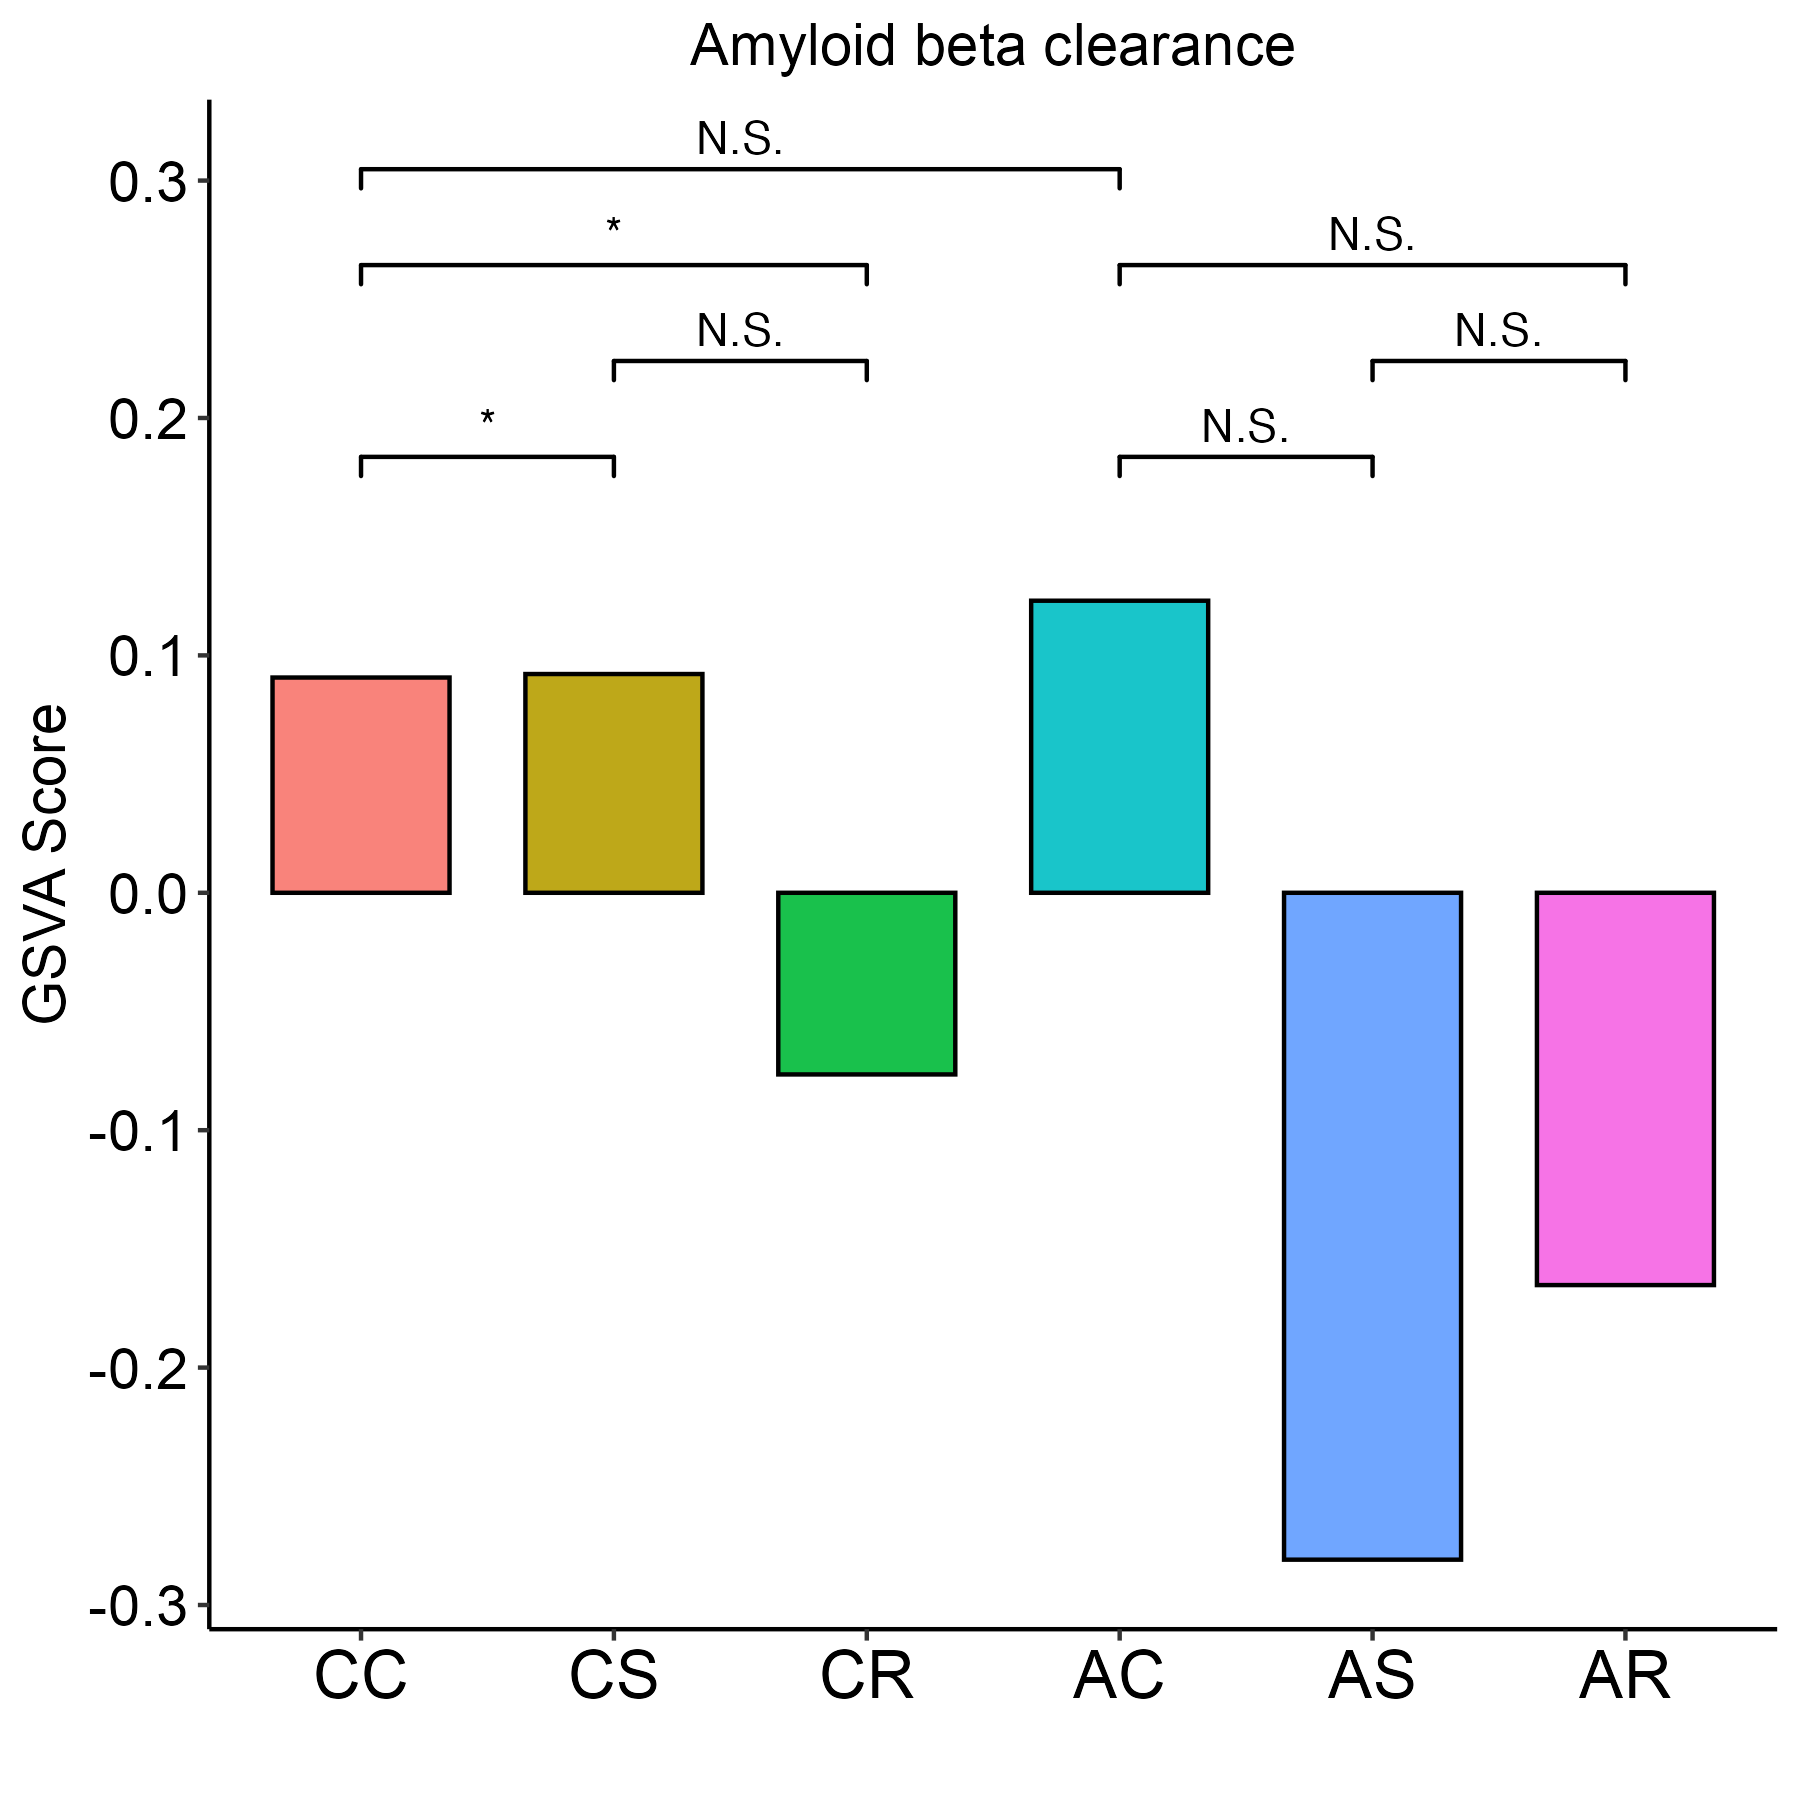 Amyloid beta clearance
N.S.
*
N.S.
N.S.
N.S.
*
N.S.
GSVA Score
0.3
0.2
0.1
0.0
-0.1
-0.2
-0.3
CC CS CR AC AS AR